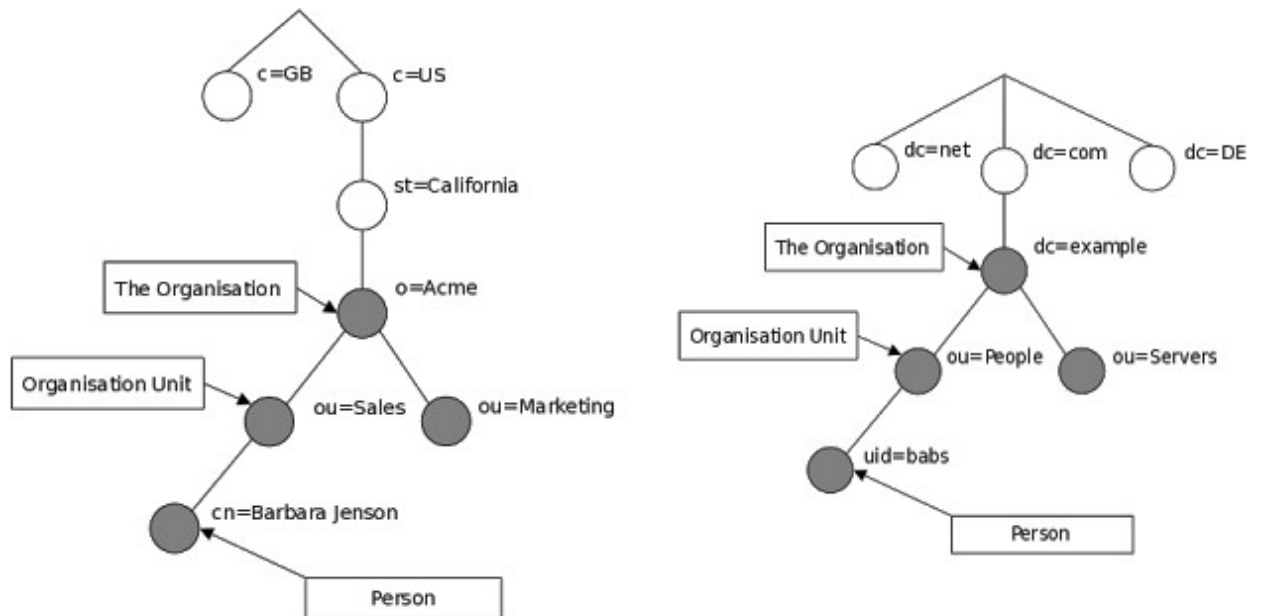 c=GB
c=US
st=California
The Organisation
o=Acme
Organisation Unit
ou=Sales
ou=Marketing
cn=Barbara Jenson
Person
dc=net
dc=com
dc=DE
The Organisation
dc=example
Organisation Unit
ou=People
ou=Servers
uid=babs
Person